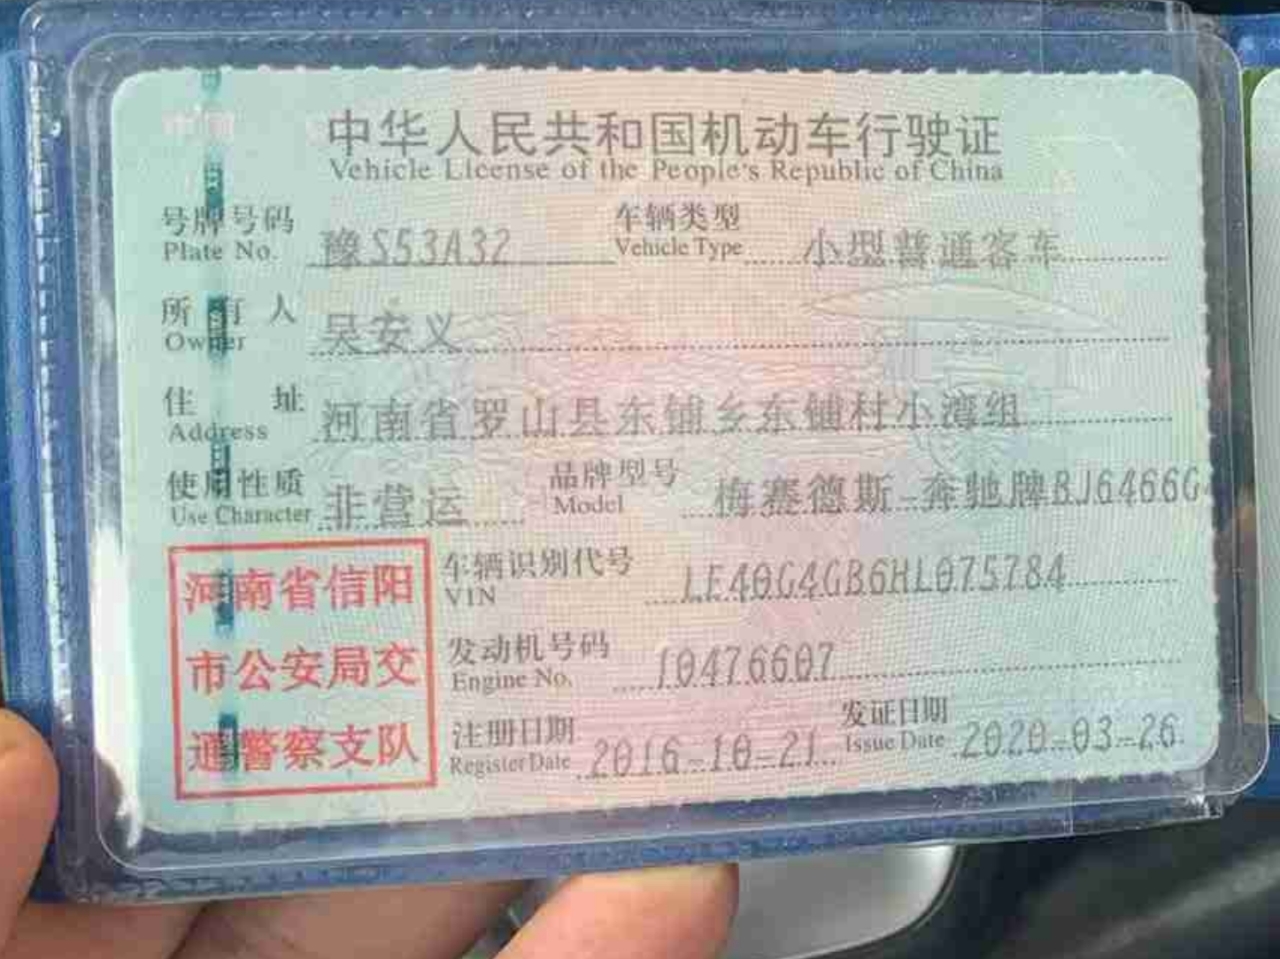 中华人民共和国机动车行驶证
Vehicle License of the People's Republic of China
号牌号码 豫S53A32 车辆类型 小型普通客车
Plate No. Vehicle Type
所有人 吴安义
Owner
住址 河南省罗山县东铺乡东铺村小湾组
Address
使用性质 非营运 品牌型号 梅赛德斯-奔驰牌BJ6466G
Use Character Model
河南省信阳
市公安局交
通警察支队
车辆识别代号 LE40G4GB6HL075784
VIN
发动机号码 10476607
Engine No.
注册日期 2016-10-21 发证日期 2020-03-26
Register Date Issue Date